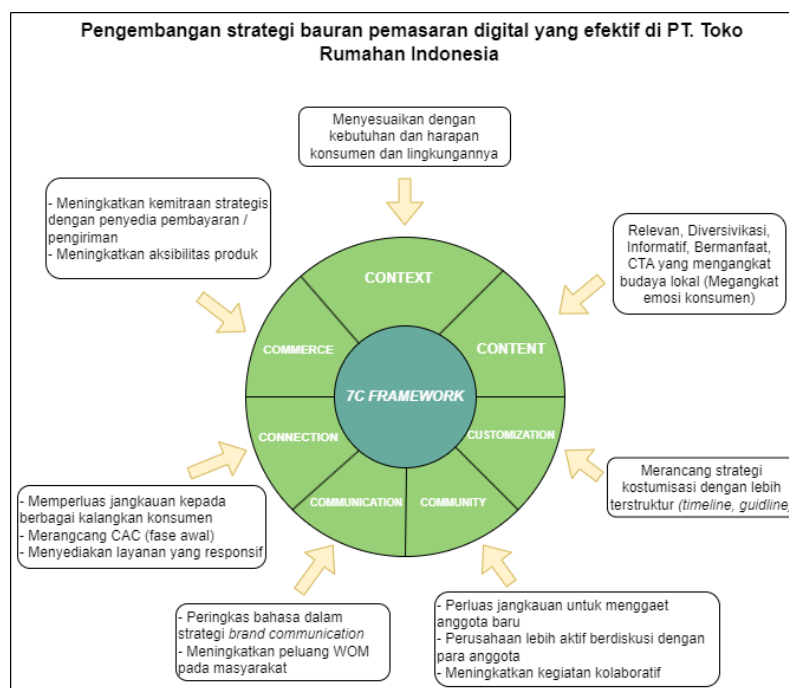 Pengembangan strategi bauran pemasaran digital yang efektif di PT. Toko
Rumahan Indonesia
Menyesuaikan dengan
kebutuhan dan harapan
konsumen dan lingkungannya
- Meningkatkan kemitraan strategis
dengan penyedia pembayaran /
pengiriman
- Meningkatkan aksibilitas produk
Relevan, Diversivikasi,
Informatif, Bermanfaat,
CTA yang mengangkat
budaya lokal (Megangkat
emosi konsumen)
CONTEXT
COMMERCE
CONTENT
7C FRAMEWORK
CONNECTION
CUSTOMIZATION
COMMUNICATION
COMMUNITY
Merancang strategi
kostumisasi dengan lebih
terstruktur (timeline, guidline)
- Memperluas jangkauan kepada
berbagai kalangkan konsumen
- Merangcang CAC (fase awal)
- Menyediakan layanan yang responsif
- Peringkas bahasa dalam
strategi brand communication
- Meningkatkan peluang WOM
pada masyarakat
- Perluas jangkauan untuk menggaet
anggota baru
- Perusahaan lebih aktif berdiskusi dengan
para anggota
- Meningkatkan kegiatan kolaboratif